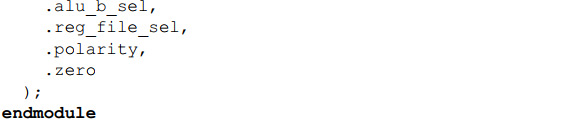 .alu_b_sel,
.reg_file_sel,
.polarity,
.zero
);
endmodule